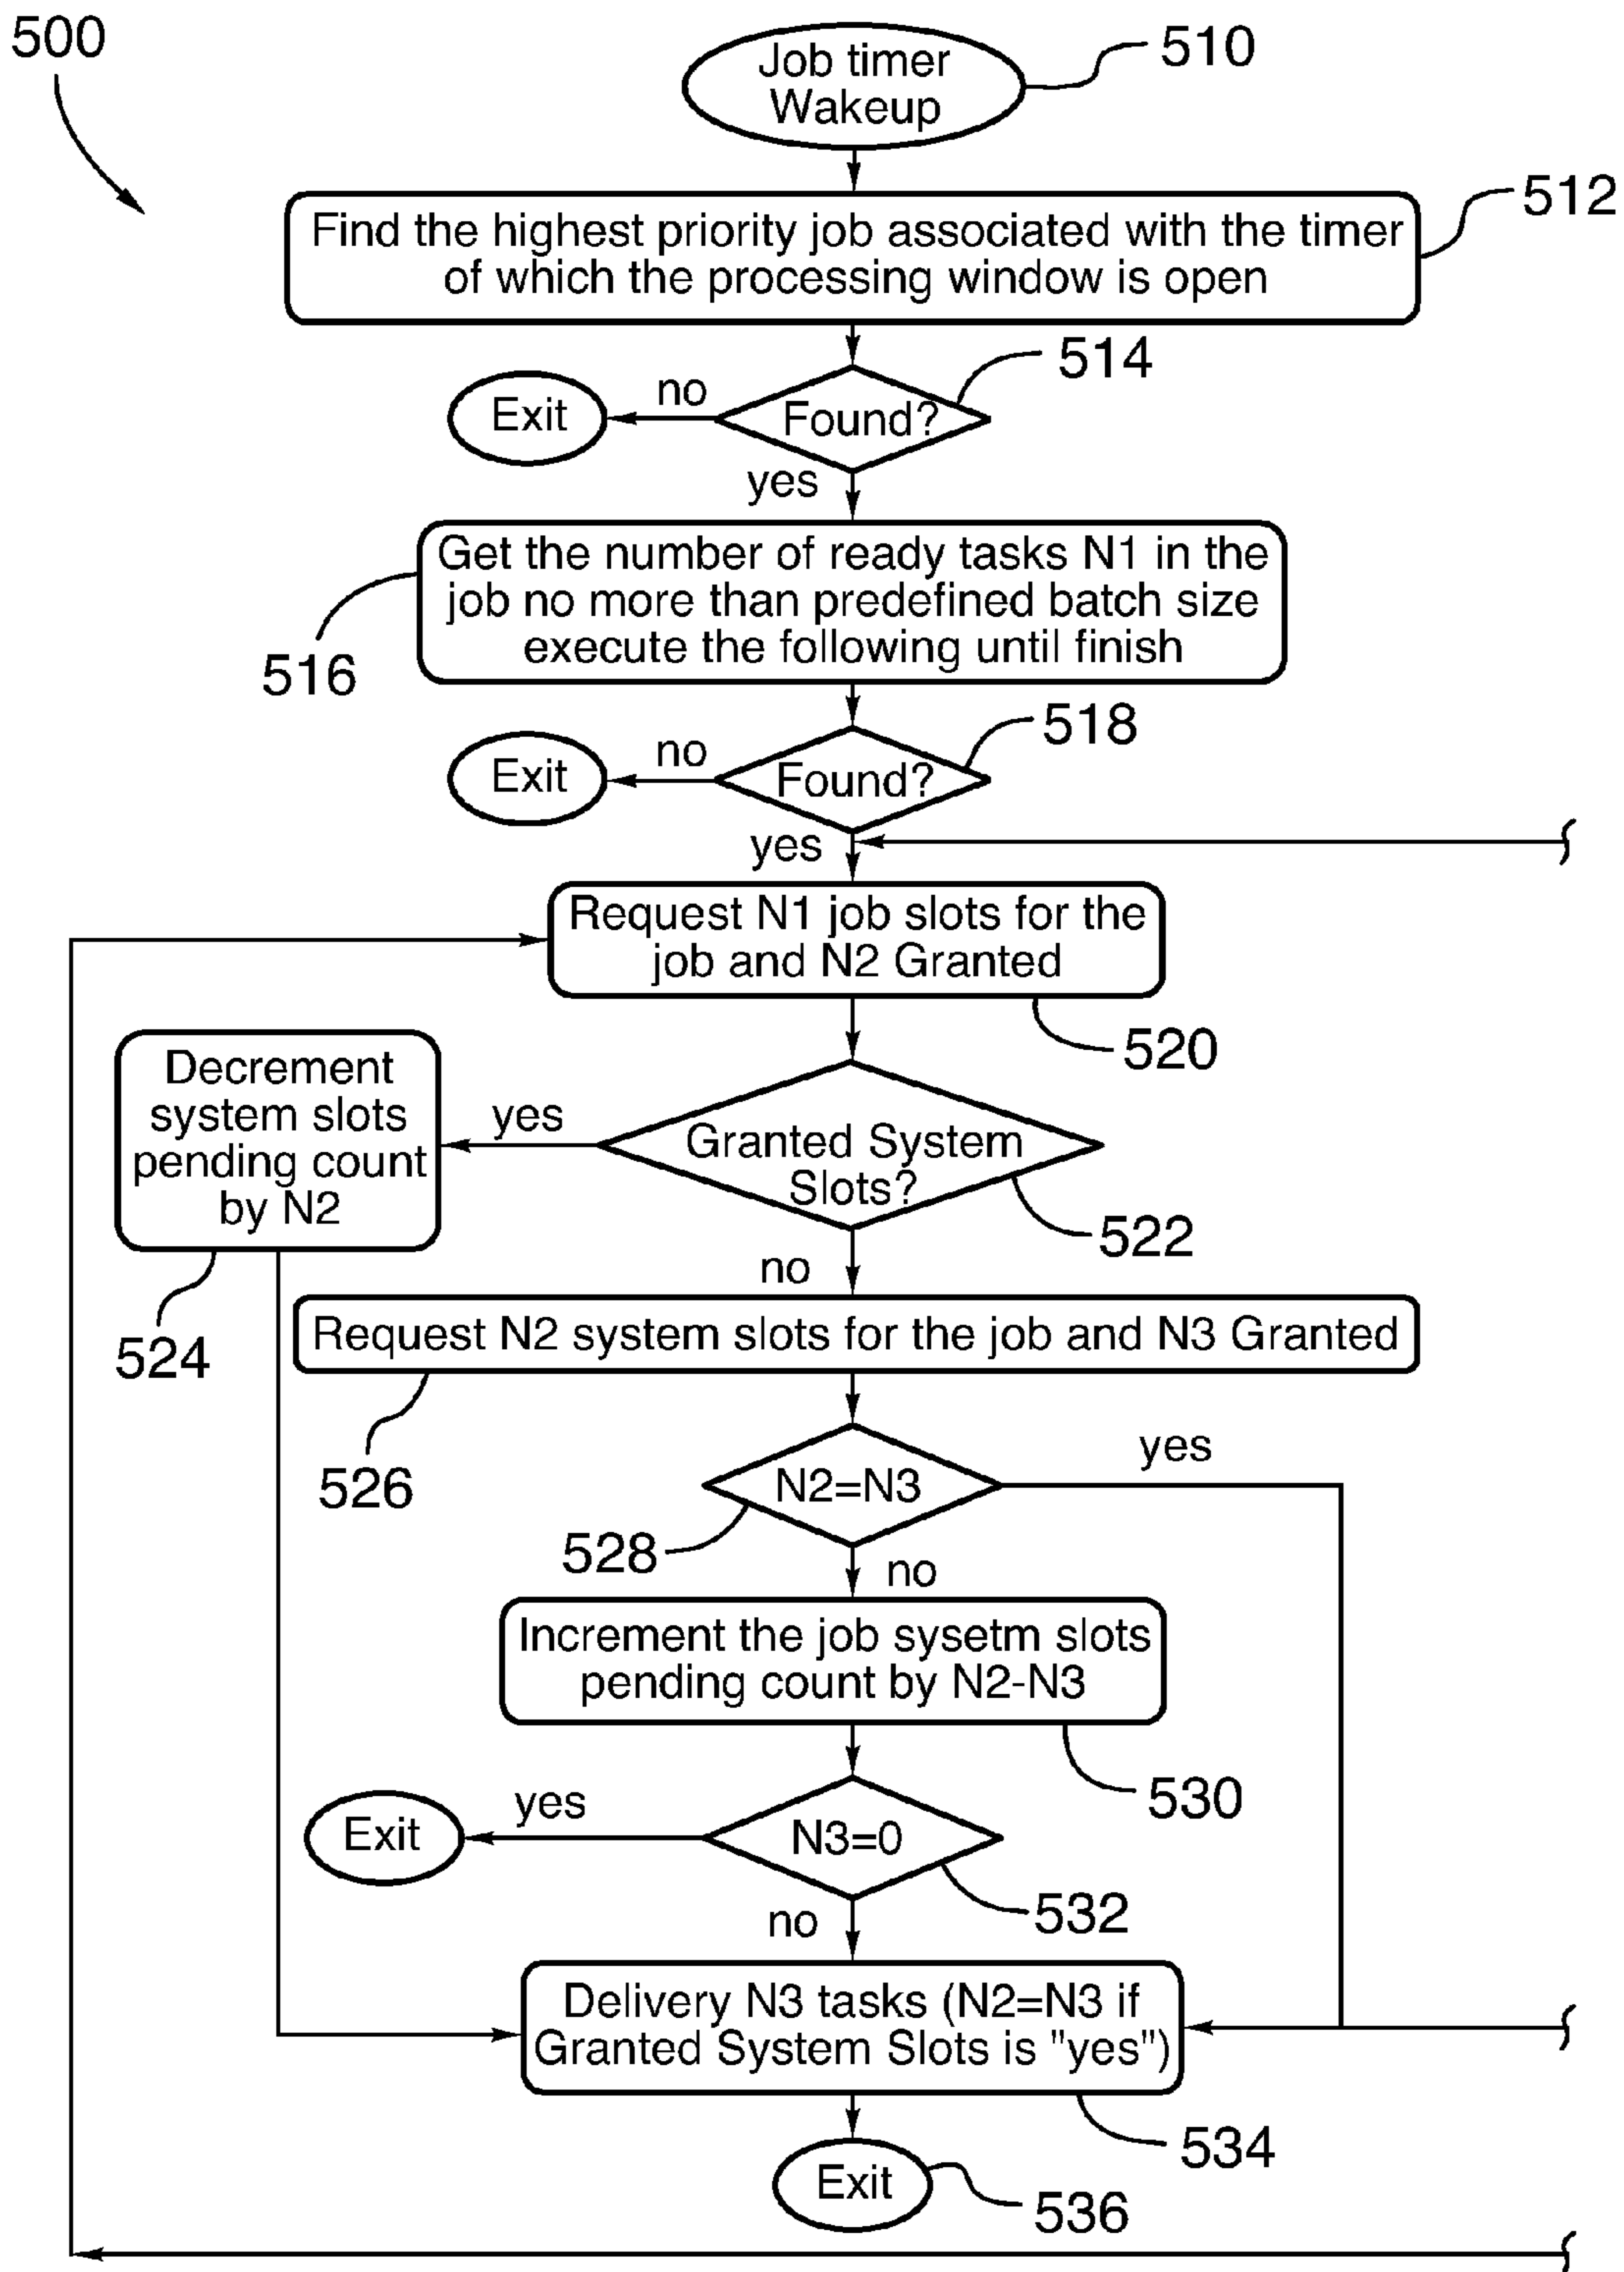 500
Job timer
Wakeup
510
Find the highest priority job associated with the timer
of which the processing window is open
512
514
Exit
no
Found?
yes
Get the number of ready tasks N1 in the
job no more than predefined batch size
execute the following until finish
516
518
Exit
no
Found?
yes
Request N1 job slots for the
job and N2 Granted
520
Decrement
system slots
pending count
by N2
yes
Granted System
Slots?
522
524
no
Request N2 system slots for the job and N3 Granted
526
N2=N3
yes
528
no
Increment the job sysetm slots
pending count by N2-N3
530
Exit
yes
N3=0
532
no
Delivery N3 tasks (N2=N3 if
Granted System Slots is "yes")
534
Exit
536